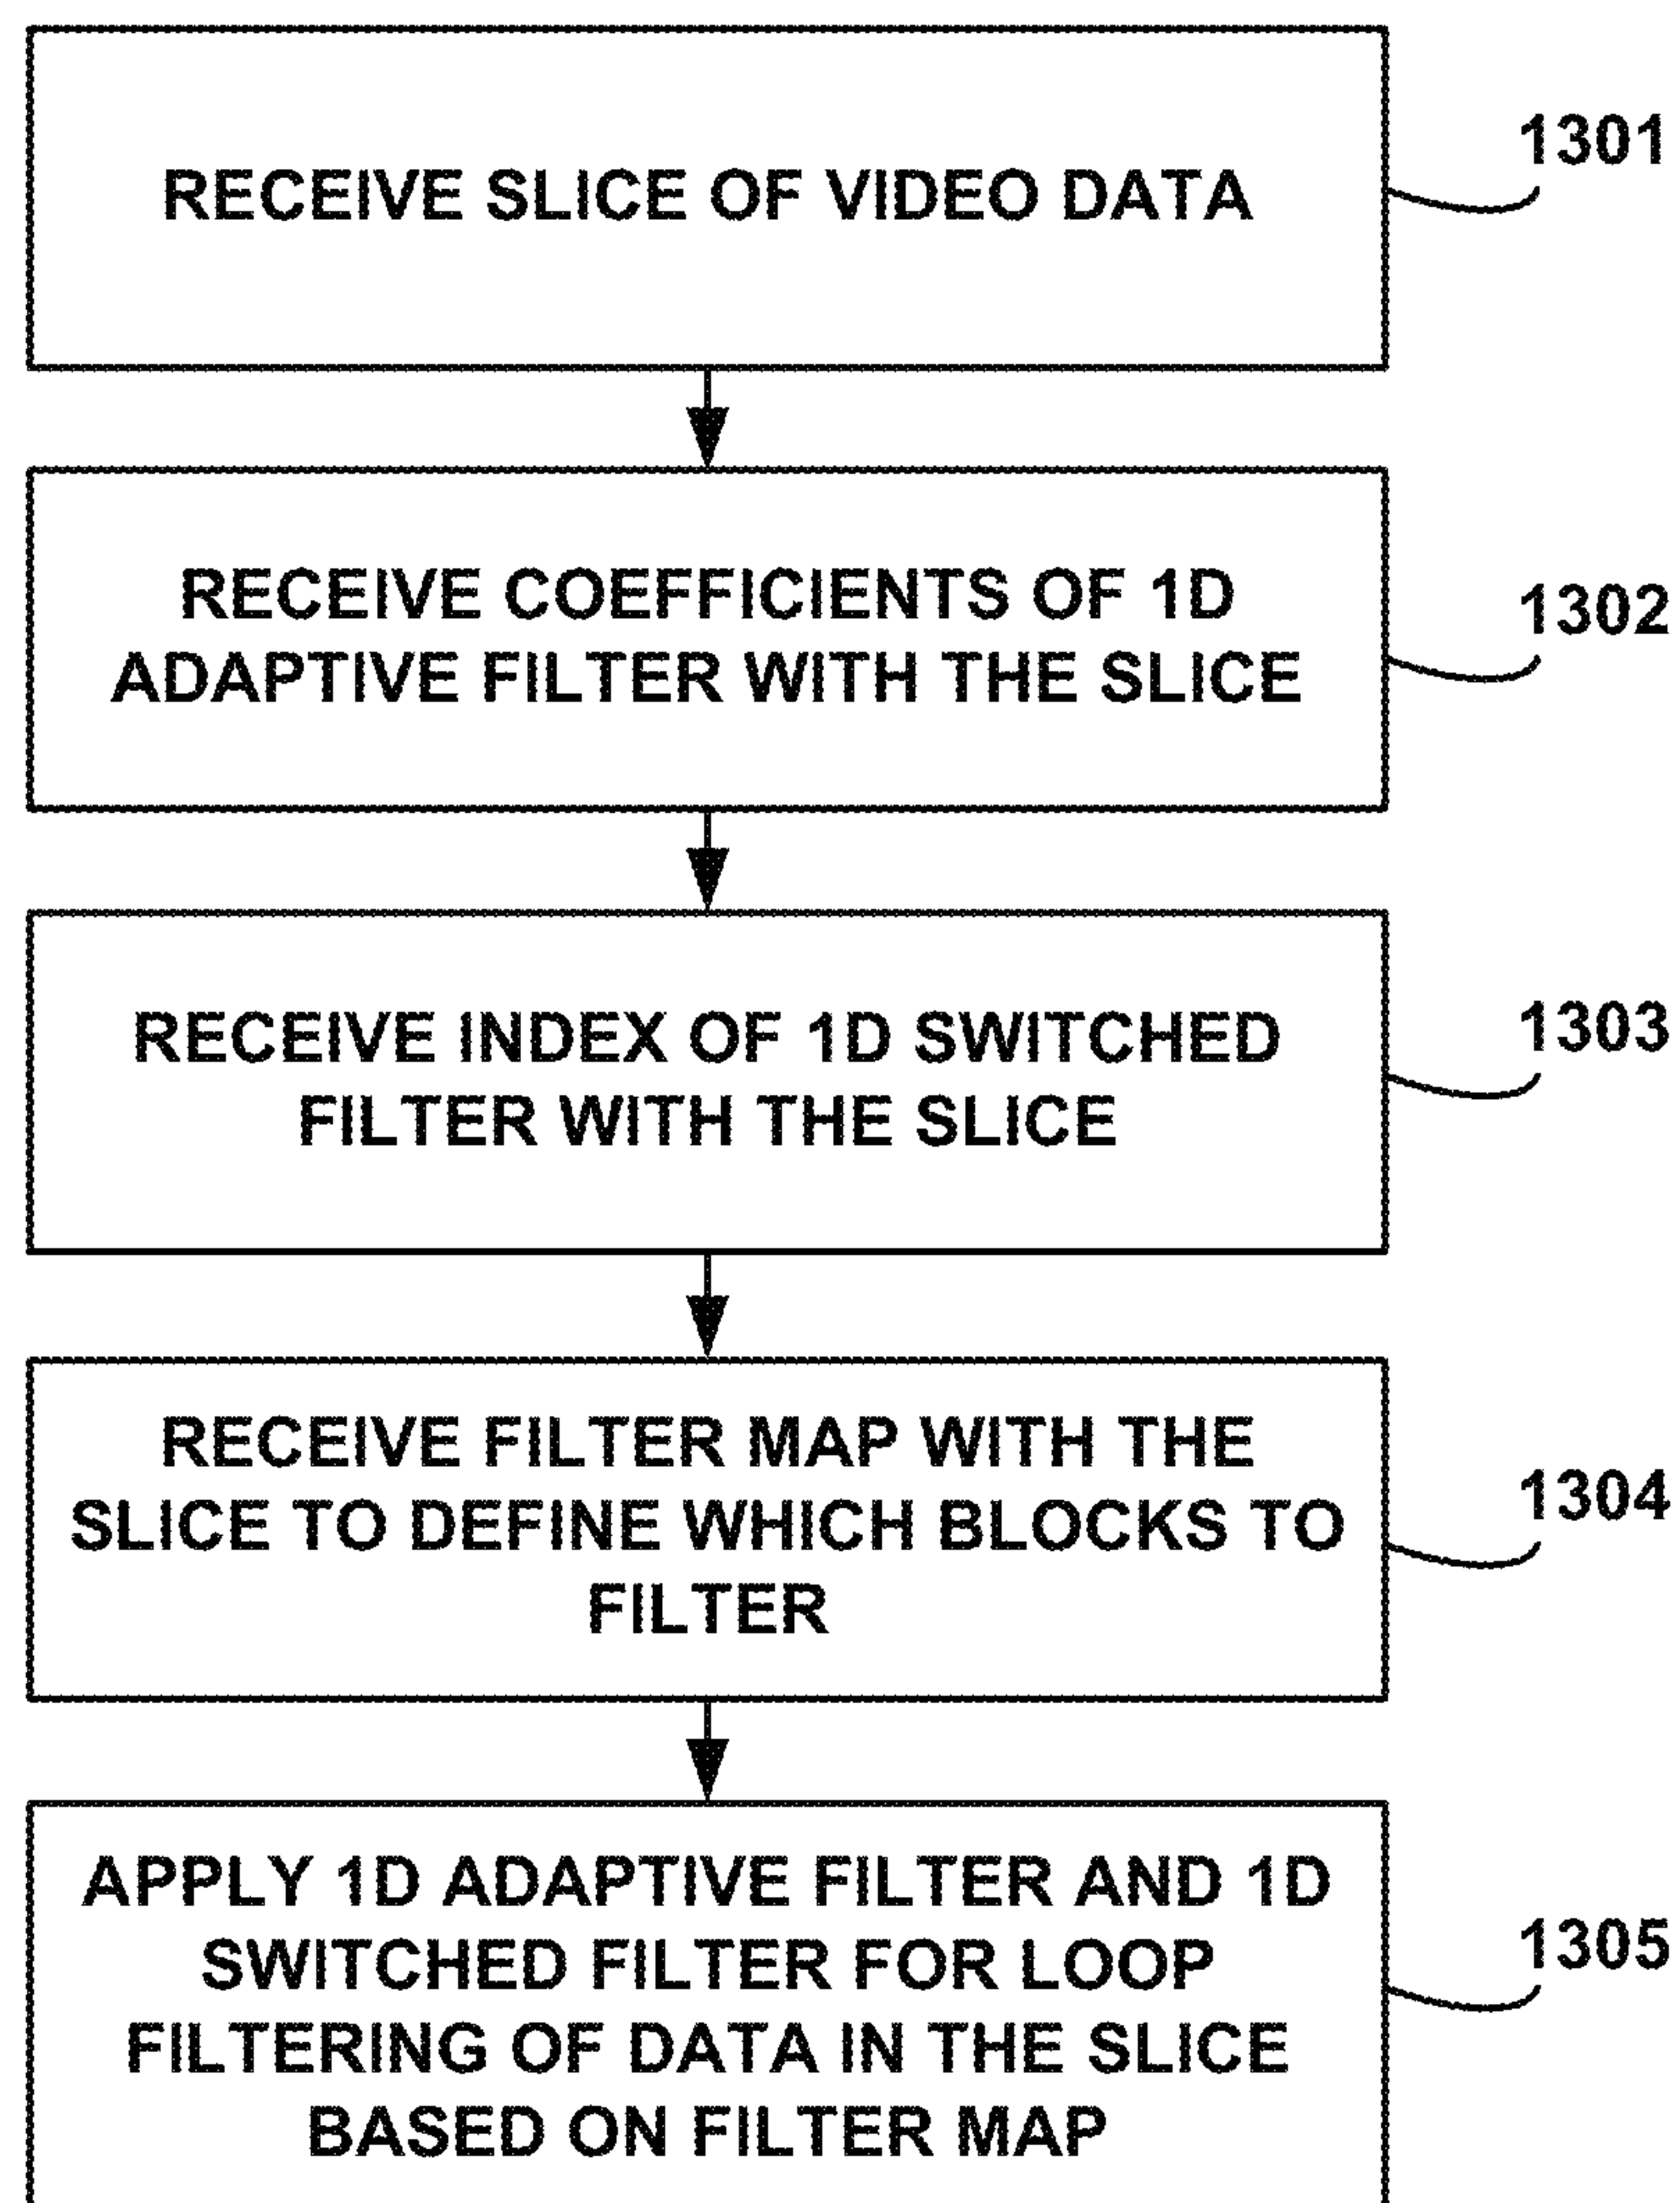 RECEIVE SLICE OF VIDEO DATA
1301
RECEIVE COEFFICIENTS OF 1D
ADAPTIVE FILTER WITH THE SLICE
1302
RECEIVE INDEX OF 1D SWITCHED
FILTER WITH THE SLICE
1303
RECEIVE FILTER MAP WITH THE
SLICE TO DEFINE WHICH BLOCKS TO
FILTER
1304
APPLY 1D ADAPTIVE FILTER AND 1D
SWITCHED FILTER FOR LOOP
FILTERING OF DATA IN THE SLICE
BASED ON FILTER MAP
1305